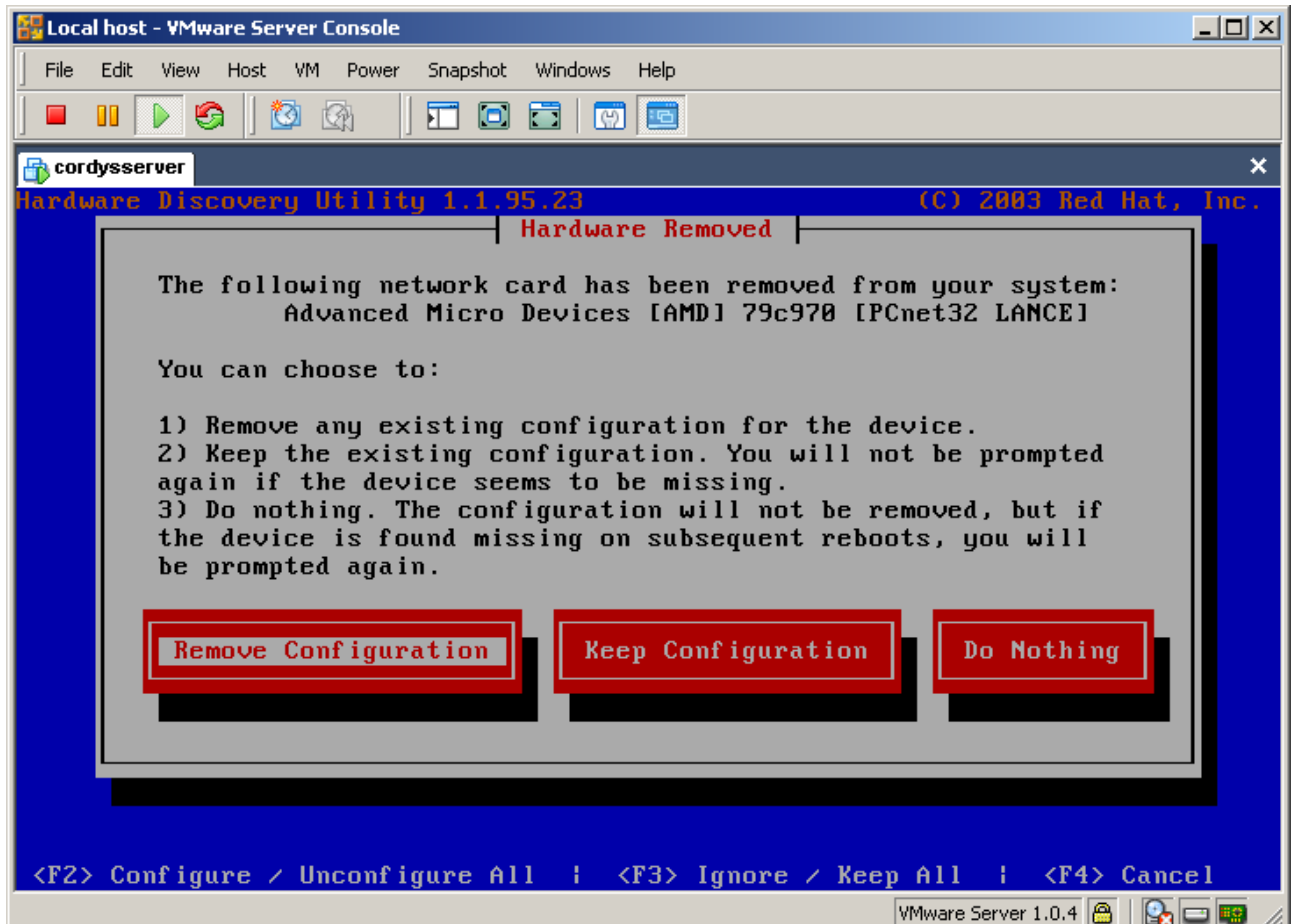 Local host - VMware Server Console
File Edit View Host VM Power Snapshot Windows Help
cordysserver
Hardware Discovery Utility 1.1.95.23 (C) 2003 Red Hat, Inc.
Hardware Removed
The following network card has been removed from your system:
Advanced Micro Devices [AMD] 79c970 [PCnet32 LANCE]
You can choose to:
1) Remove any existing configuration for the device.
2) Keep the existing configuration. You will not be prompted
again if the device seems to be missing.
3) Do nothing. The configuration will not be removed, but if
the device is found missing on subsequent reboots, you will
be prompted again.
Remove Configuration Keep Configuration Do Nothing
<F2> Configure / Unconfigure All | <F3> Ignore / Keep All | <F4> Cancel
VMware Server 1.0.4